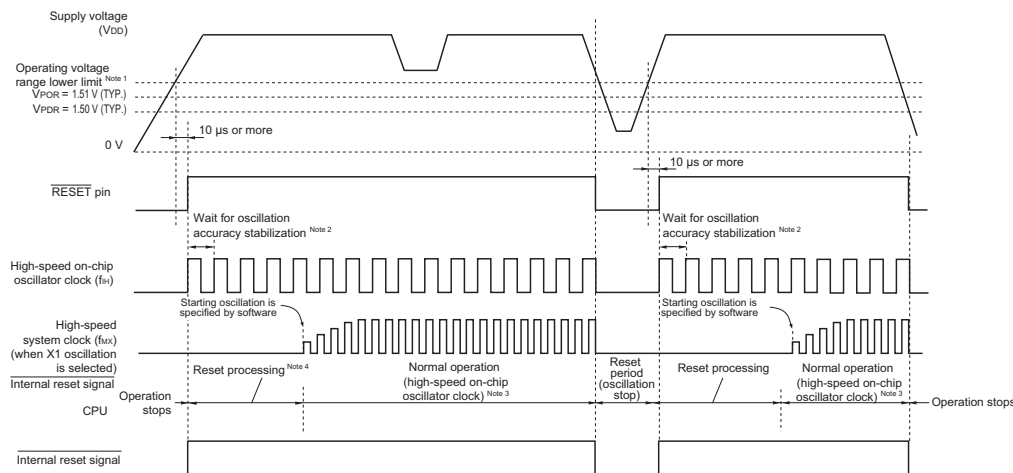 Supply voltage
(VDD)
Operating voltage
range lower limit Note 1
VPOR = 1.51 V (TYP.)
VPDR = 1.50 V (TYP.)
0 V
10 μs or more
10 μs or more
RESET pin
Wait for oscillation
accuracy stabilization Note 2
Wait for oscillation
accuracy stabilization Note 2
High-speed on-chip
oscillator clock (fIH)
Starting oscillation is
specified by software
Starting oscillation is
specified by software
High-speed
system clock (fMX)
(when X1 oscillation
is selected)
Internal reset signal
CPU
Operation
stops
Reset processing Note 4
Normal operation
(high-speed on-chip
oscillator clock) Note 3
Reset
period
(oscillation
stop)
Reset processing
Normal operation
(high-speed on-chip
oscillator clock) Note 3
Operation stops
Internal reset signal